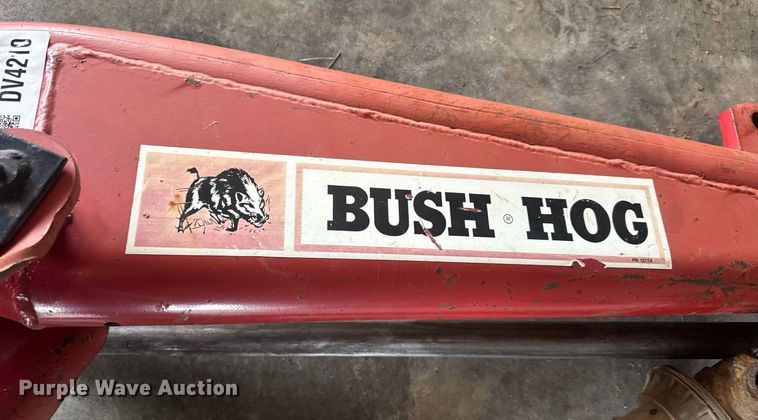 DV4210
BUSH ® HOG
Purple Wave Auction